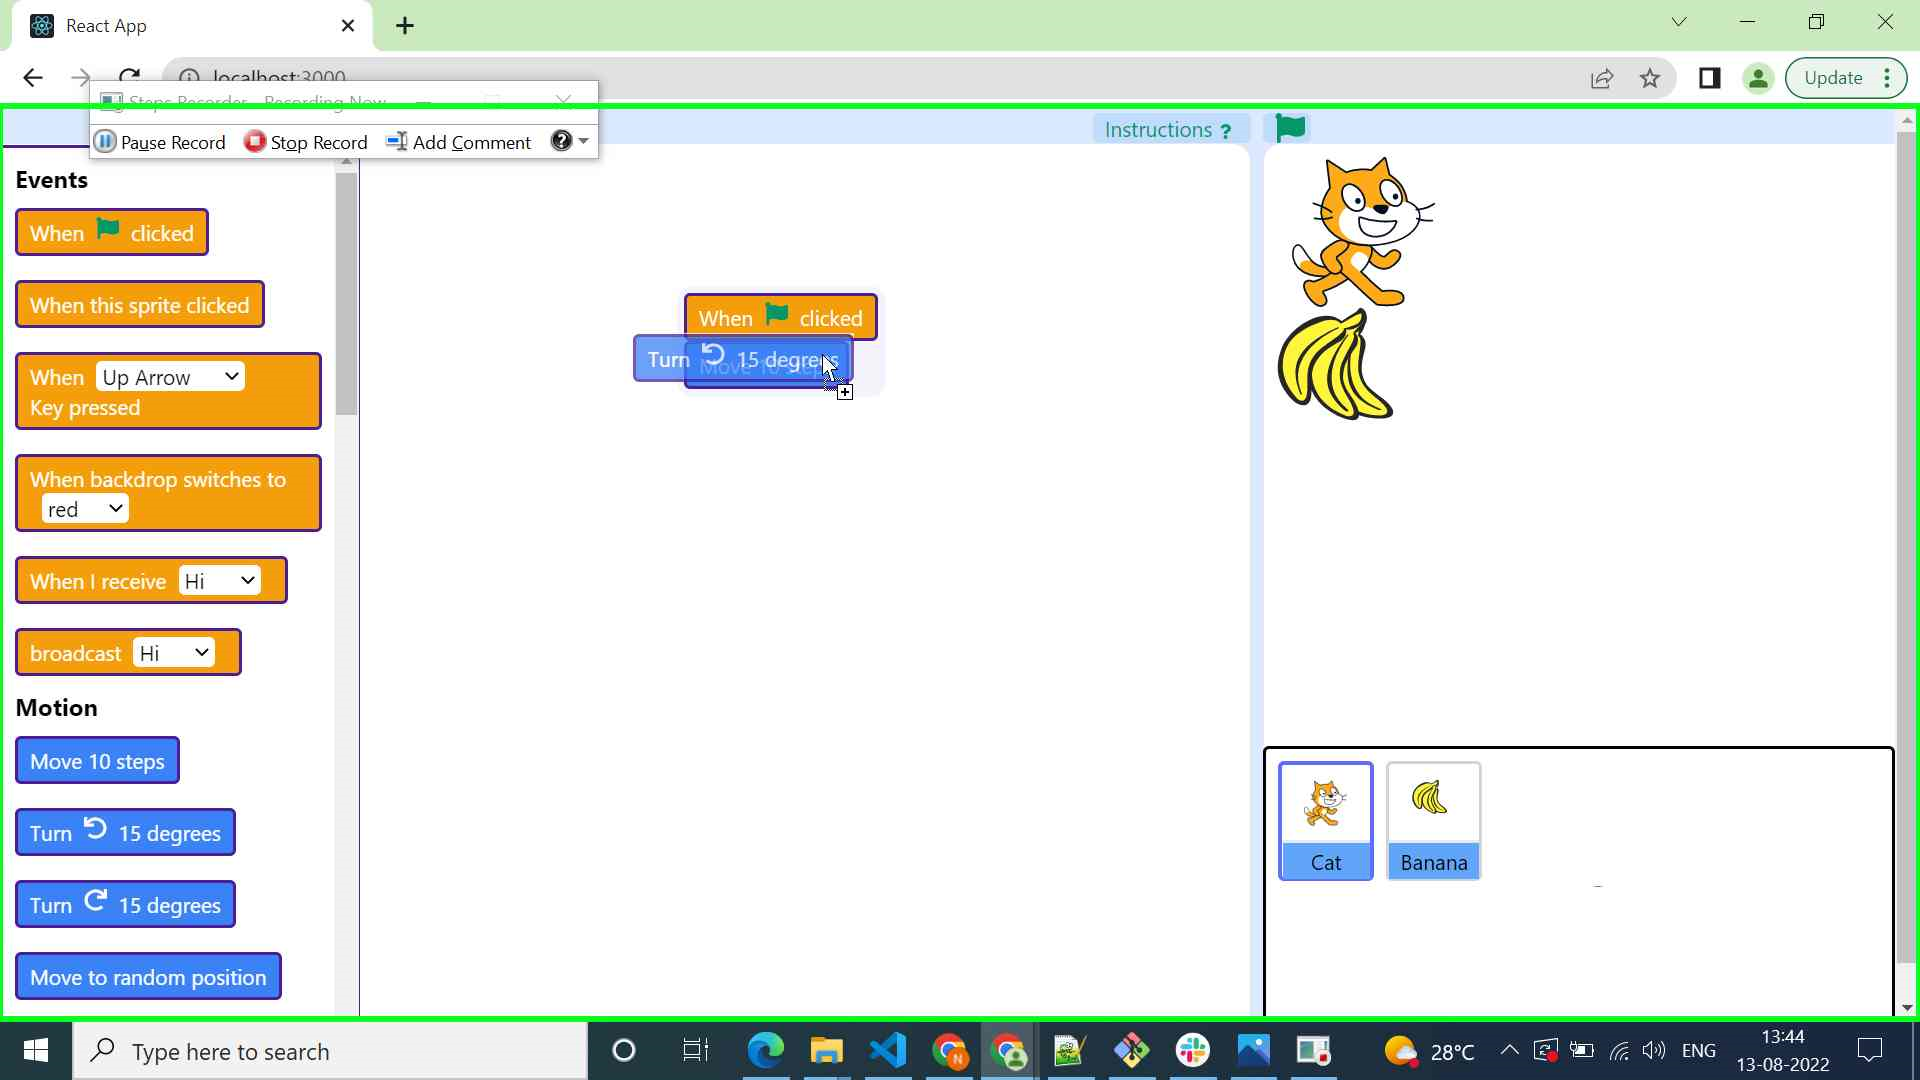 React App
localhost:3000
Update
Steps Recorder - Recording Now
Pause Record
Stop Record
Add Comment
Instructions ?
Events
When clicked
When this sprite clicked
When Up Arrow
Key pressed
When backdrop switches to
red
When I receive Hi
broadcast Hi
Motion
Move 10 steps
Turn 15 degrees
Turn 15 degrees
Move to random position
When clicked
Turn 15 degrees
Move 10 steps
Cat
Banana
Type here to search
N
28°C
ENG
13:44
13-08-2022